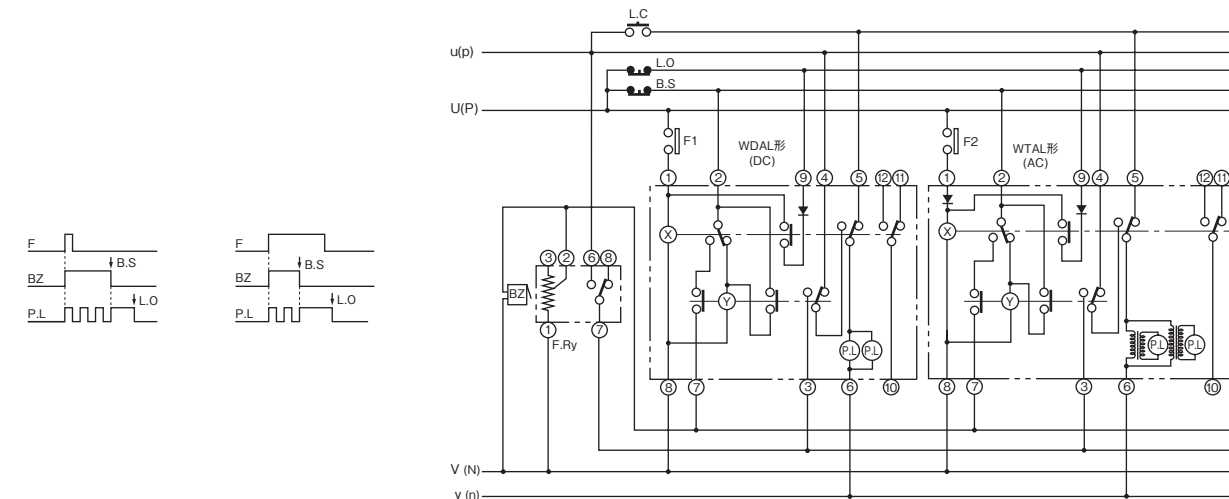 L.C
u(p)
L.O
B.S
U(P)
F1
WDAL形
(DC)
F2
WTAL形
(AC)
① ② ⑨ ④ ⑤ ⑫ ⑪
① ② ⑨ ④ ⑤ ⑫ ⑪
F
B.S
BZ
L.O
P.L
F
B.S
BZ
L.O
P.L
X
X
③ ② ⑥ ⑧
BZ
Y
Y
① F.Ry ⑦
P.L P.L
P.L P.L
⑧ ⑦ ③ ⑥ ⑩
⑧ ⑦ ③ ⑥ ⑩
V (N)
v (n)